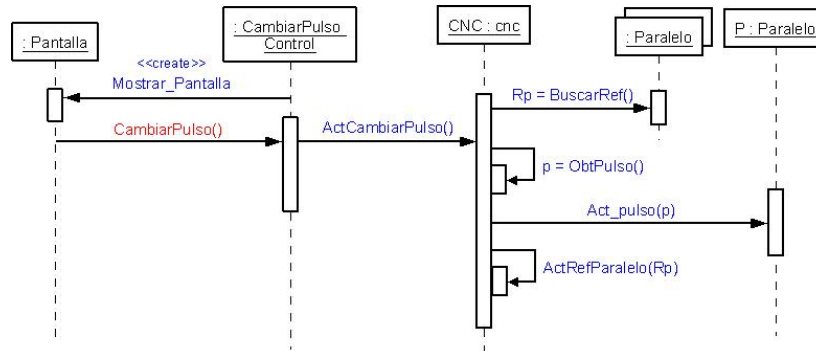 : Pantalla
: CambiarPulso
Control
CNC : cnc
: Paralelo
P : Paralelo
<<create>>
Mostrar_Pantalla
Rp = BuscarRef()
CambiarPulso()
ActCambiarPulso()
p = ObtPulso()
Act_pulso(p)
ActRefParalelo(Rp)